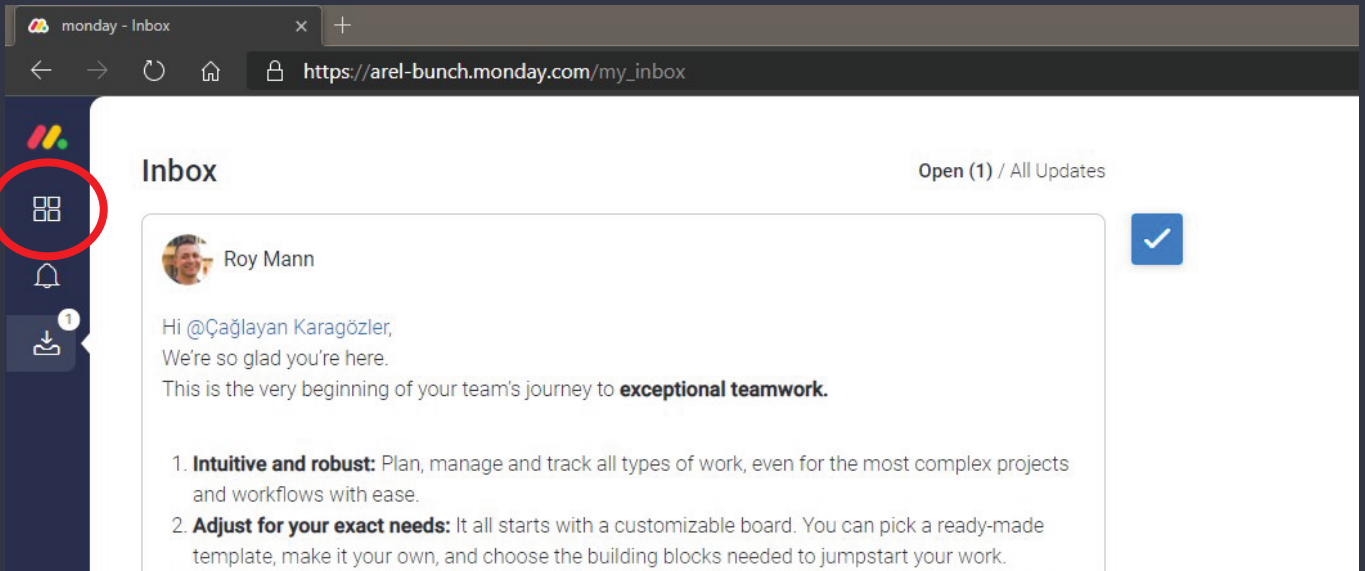 monday - Inbox
https://arel-bunch.monday.com/my_inbox
Inbox
Open (1) / All Updates
Roy Mann
1
Hi @Çağlayan Karagözler,
We're so glad you're here.
This is the very beginning of your team's journey to exceptional teamwork.
1. Intuitive and robust: Plan, manage and track all types of work, even for the most complex projects
and workflows with ease.
2. Adjust for your exact needs: It all starts with a customizable board. You can pick a ready-made
template, make it your own, and choose the building blocks needed to jumpstart your work.